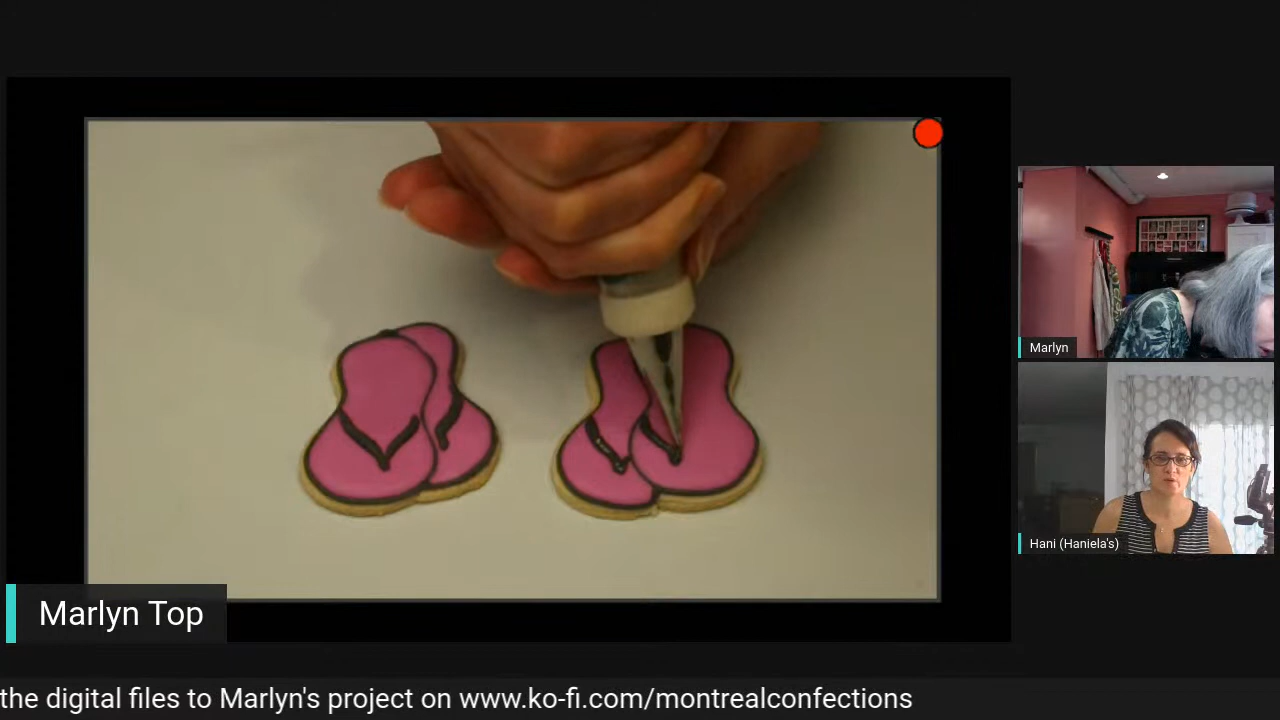 Marlyn
Hani (Haniela's)
Marlyn Top
the digital files to Marlyn's project on www.ko-fi.com/montrealconfections